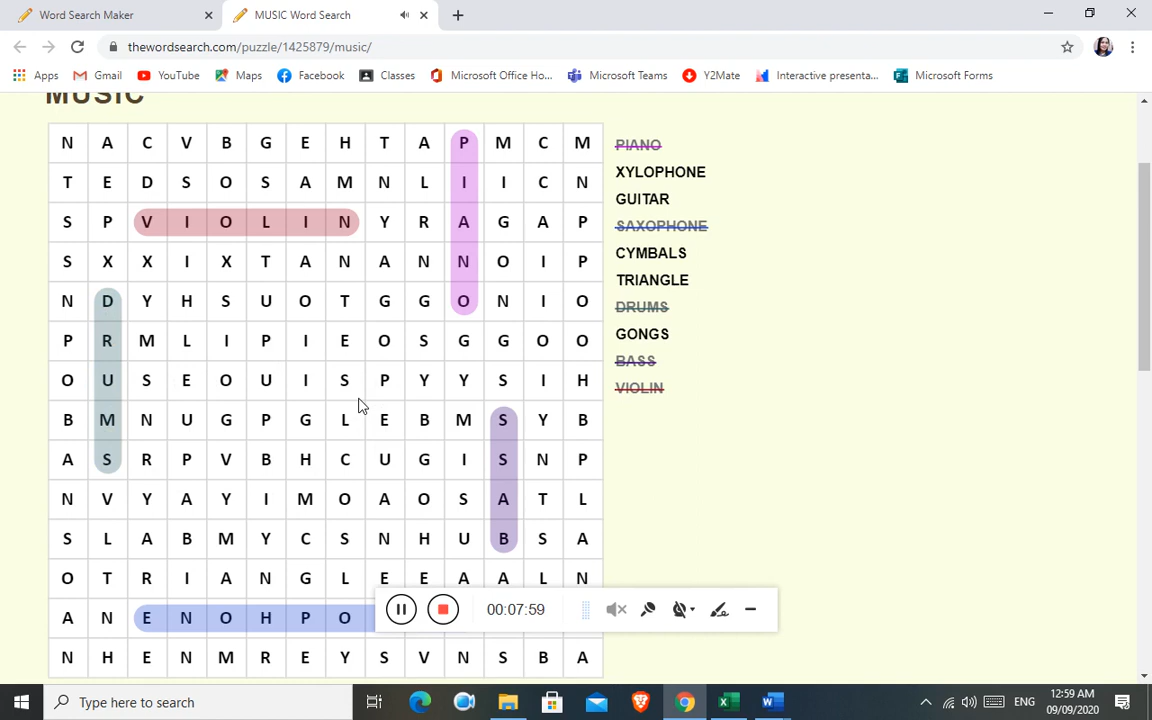 Word Search Maker
MUSIC Word Search
thewordsearch.com/puzzle/1425879/music/
Apps Gmail YouTube Maps Facebook Classes Microsoft Office Ho... Microsoft Teams Y2Mate Interactive presenta... Microsoft Forms
MUSIC
N A C V B G E H T A P M C M
T E D S O S A M N L I I C N
S P V I O L I N Y R A G A P
S X X I X T A N A N N O I P
N D Y H S U O T G G O N I O
P R M L I P I E O S G G O O
O U S E O U I S P Y Y S I H
B M N U G P G L E B M S Y B
A S R P V B H C U G I S N P
N V Y A Y I M O A O S A T L
S L A B M Y C S N H U B S A
O T R I A N G L E E A A L N
A N E N O H P O
N H E N M R E Y S V N S B A
PIANO
XYLOPHONE
GUITAR
SAXOPHONE
CYMBALS
TRIANGLE
DRUMS
GONGS
BASS
VIOLIN
00:07:59
Type here to search
ENG
12:59 AM
09/09/2020